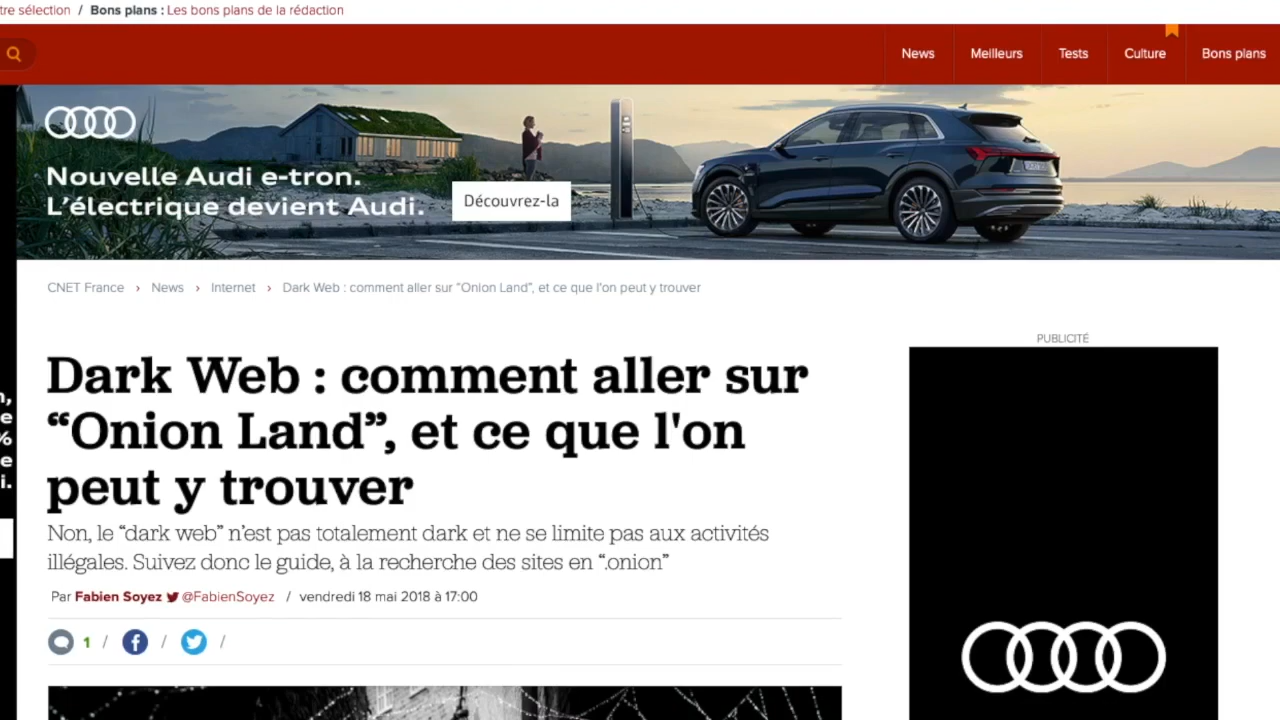 tre sélection / Bons plans : Les bons plans de la rédaction
News Meilleurs Tests Culture Bons plans
Nouvelle Audi e-tron.
L'électrique devient Audi.
Découvrez-la
CNET France › News › Internet › Dark Web : comment aller sur "Onion Land", et ce que l'on peut y trouver
PUBLICITÉ
Dark Web : comment aller sur
“Onion Land”, et ce que l'on
peut y trouver
Non, le “dark web” n’est pas totalement dark et ne se limite pas aux activités
illégales. Suivez donc le guide, à la recherche des sites en “.onion”
Par Fabien Soyez @FabienSoyez / vendredi 18 mai 2018 à 17:00
1 / / /